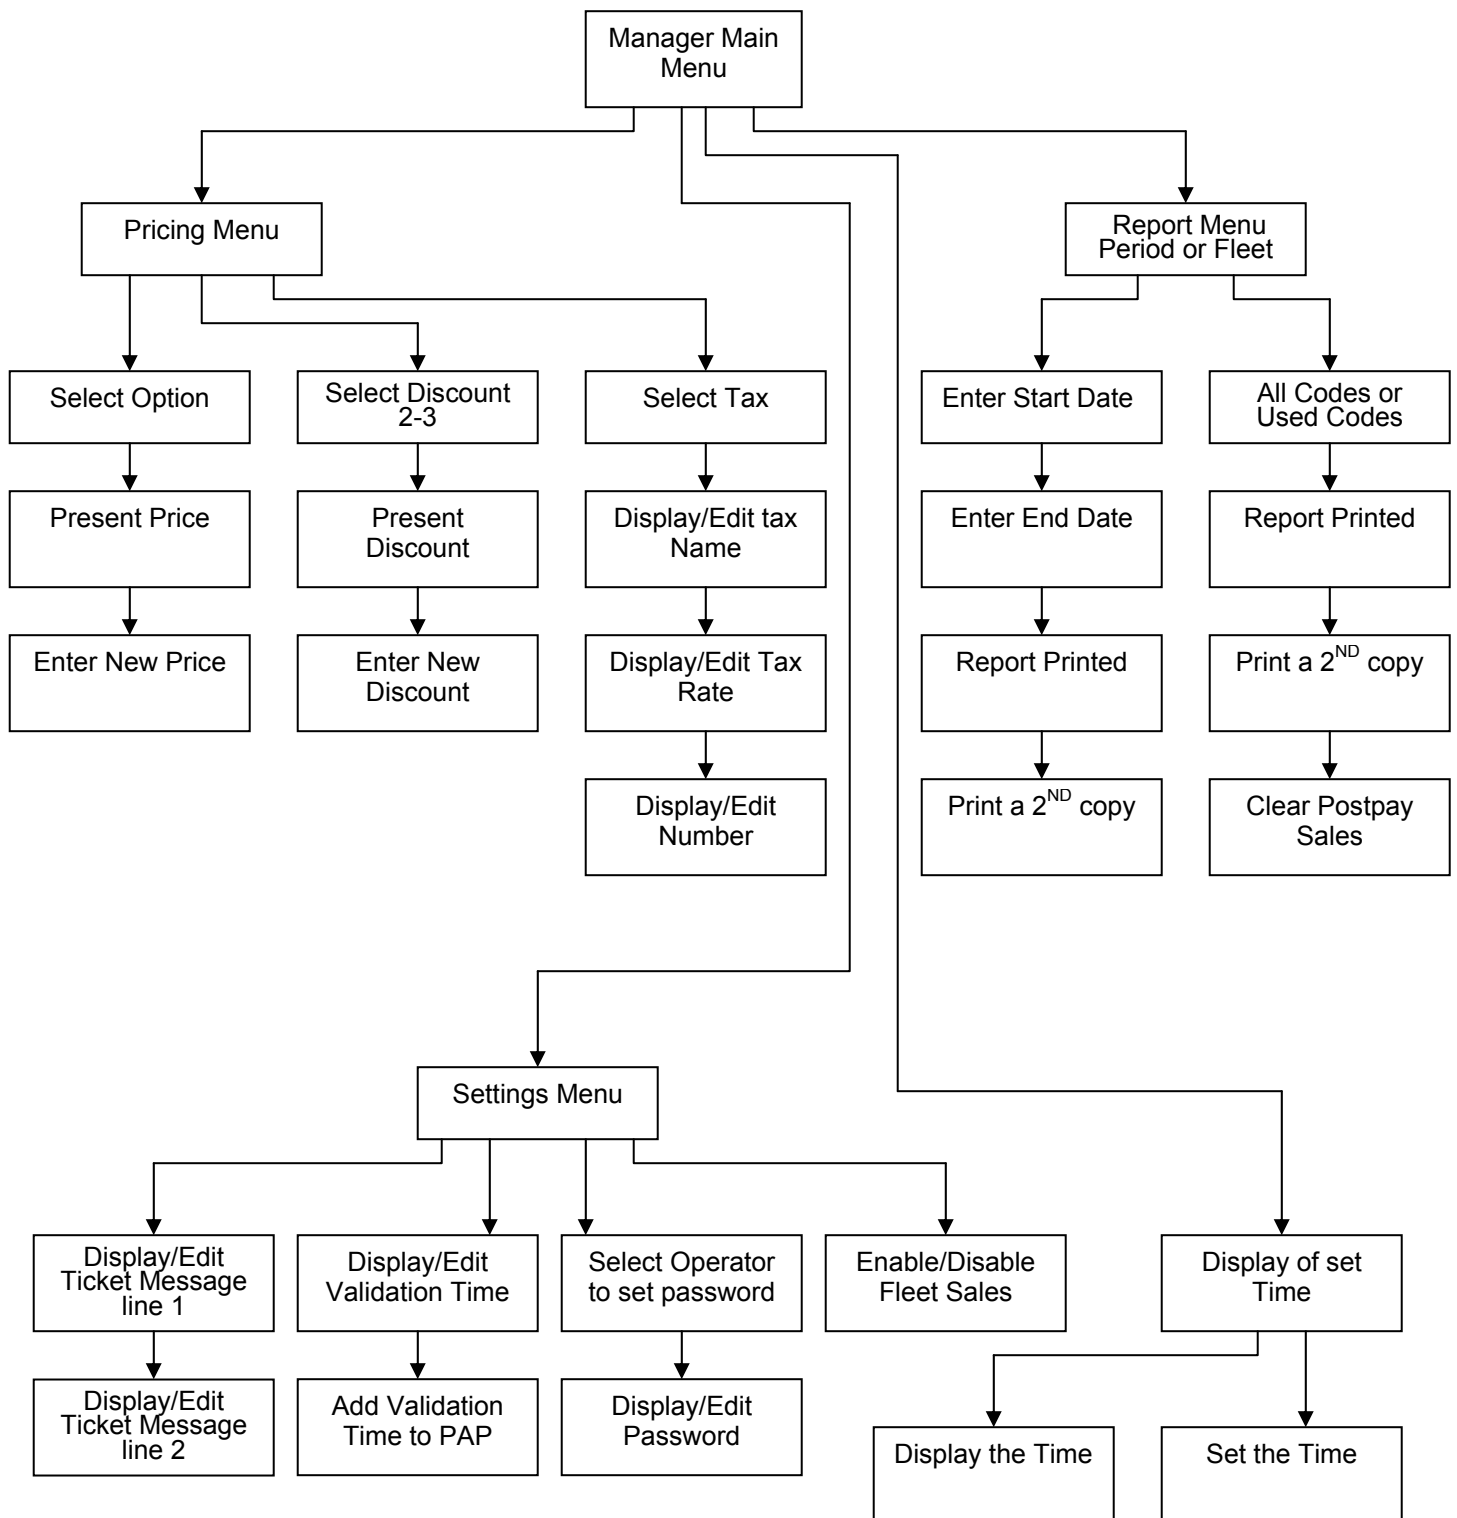 Manager Main
Menu
Pricing Menu
Report Menu
Period or Fleet
Select Option
Select Discount
2-3
Select Tax
Enter Start Date
All Codes or
Used Codes
Present Price
Present
Discount
Display/Edit tax
Name
Enter End Date
Report Printed
Enter New Price
Enter New
Discount
Display/Edit Tax
Rate
Report Printed
Print a 2ND copy
Display/Edit
Number
Print a 2ND copy
Clear Postpay
Sales
Settings Menu
Display/Edit
Ticket Message
line 1
Display/Edit
Validation Time
Select Operator
to set password
Enable/Disable
Fleet Sales
Display of set
Time
Display/Edit
Ticket Message
line 2
Add Validation
Time to PAP
Display/Edit
Password
Display the Time
Set the Time